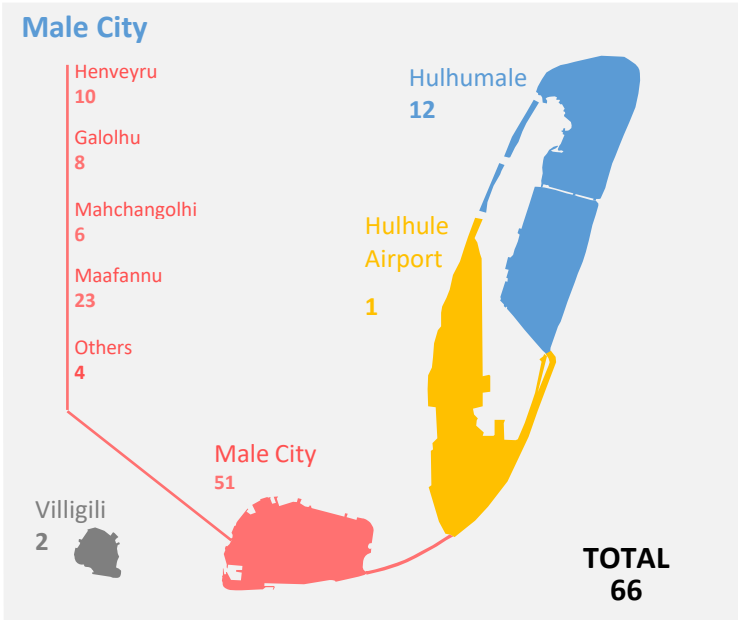 Male City
Henveyru
10
Galolhu
8
Mahchangolhi
6
Maafannu
23
Others
4
Hulhumale
12
Hulhule
Airport
1
Male City
51
Villigili
2
TOTAL
66